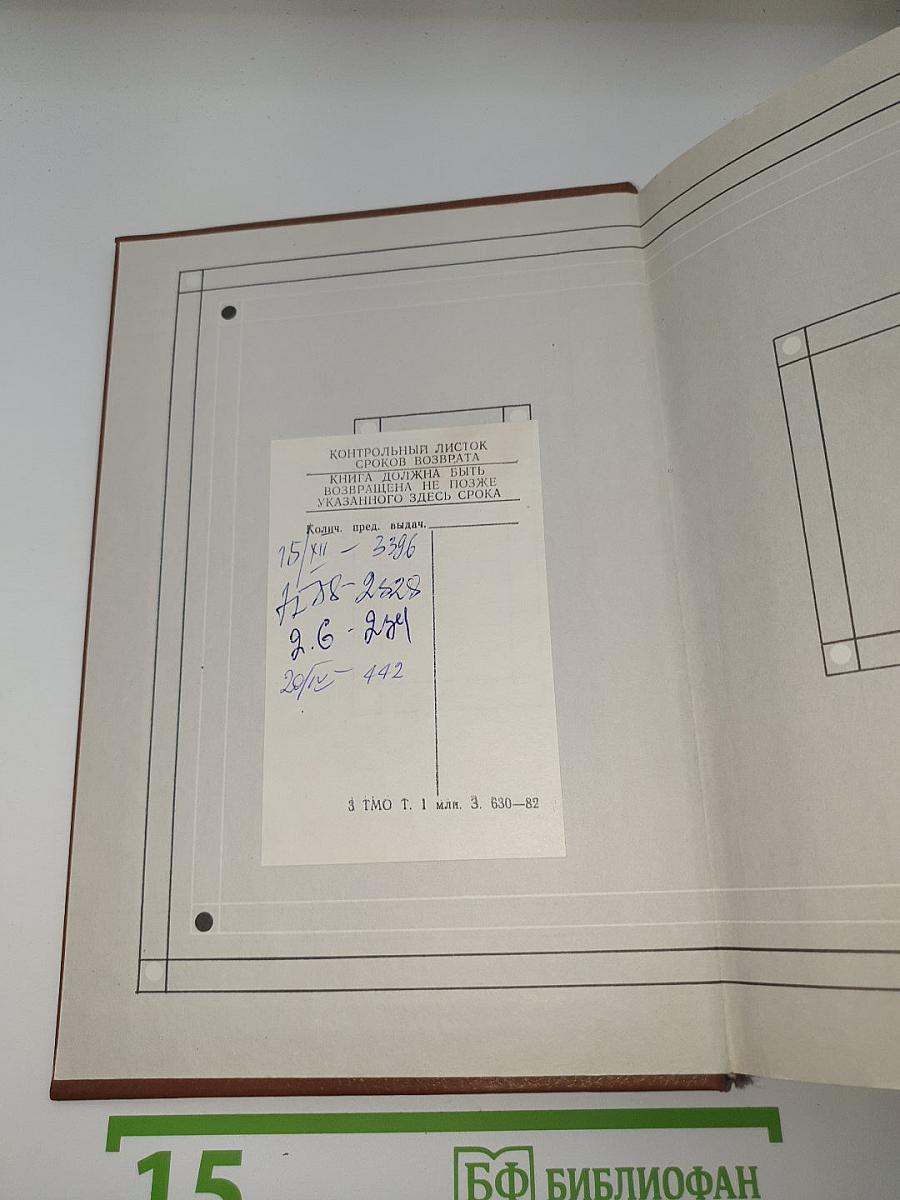 КОНТРОЛЬНЫЙ ЛИСТОК
СРОКОВ ВОЗВРАТА
КНИГА ДОЛЖНА БЫТЬ
ВОЗВРАЩЕНА НЕ ПОЗЖЕ
УКАЗАННОГО ЗДЕСЬ СРОКА
Колич. пред. выдач.
15/XII – 3396
2.6 - 234
20/IV – 442
3 ТМО Т. 1 млн. З. 630—82
15
БФ БИБЛИОФАН